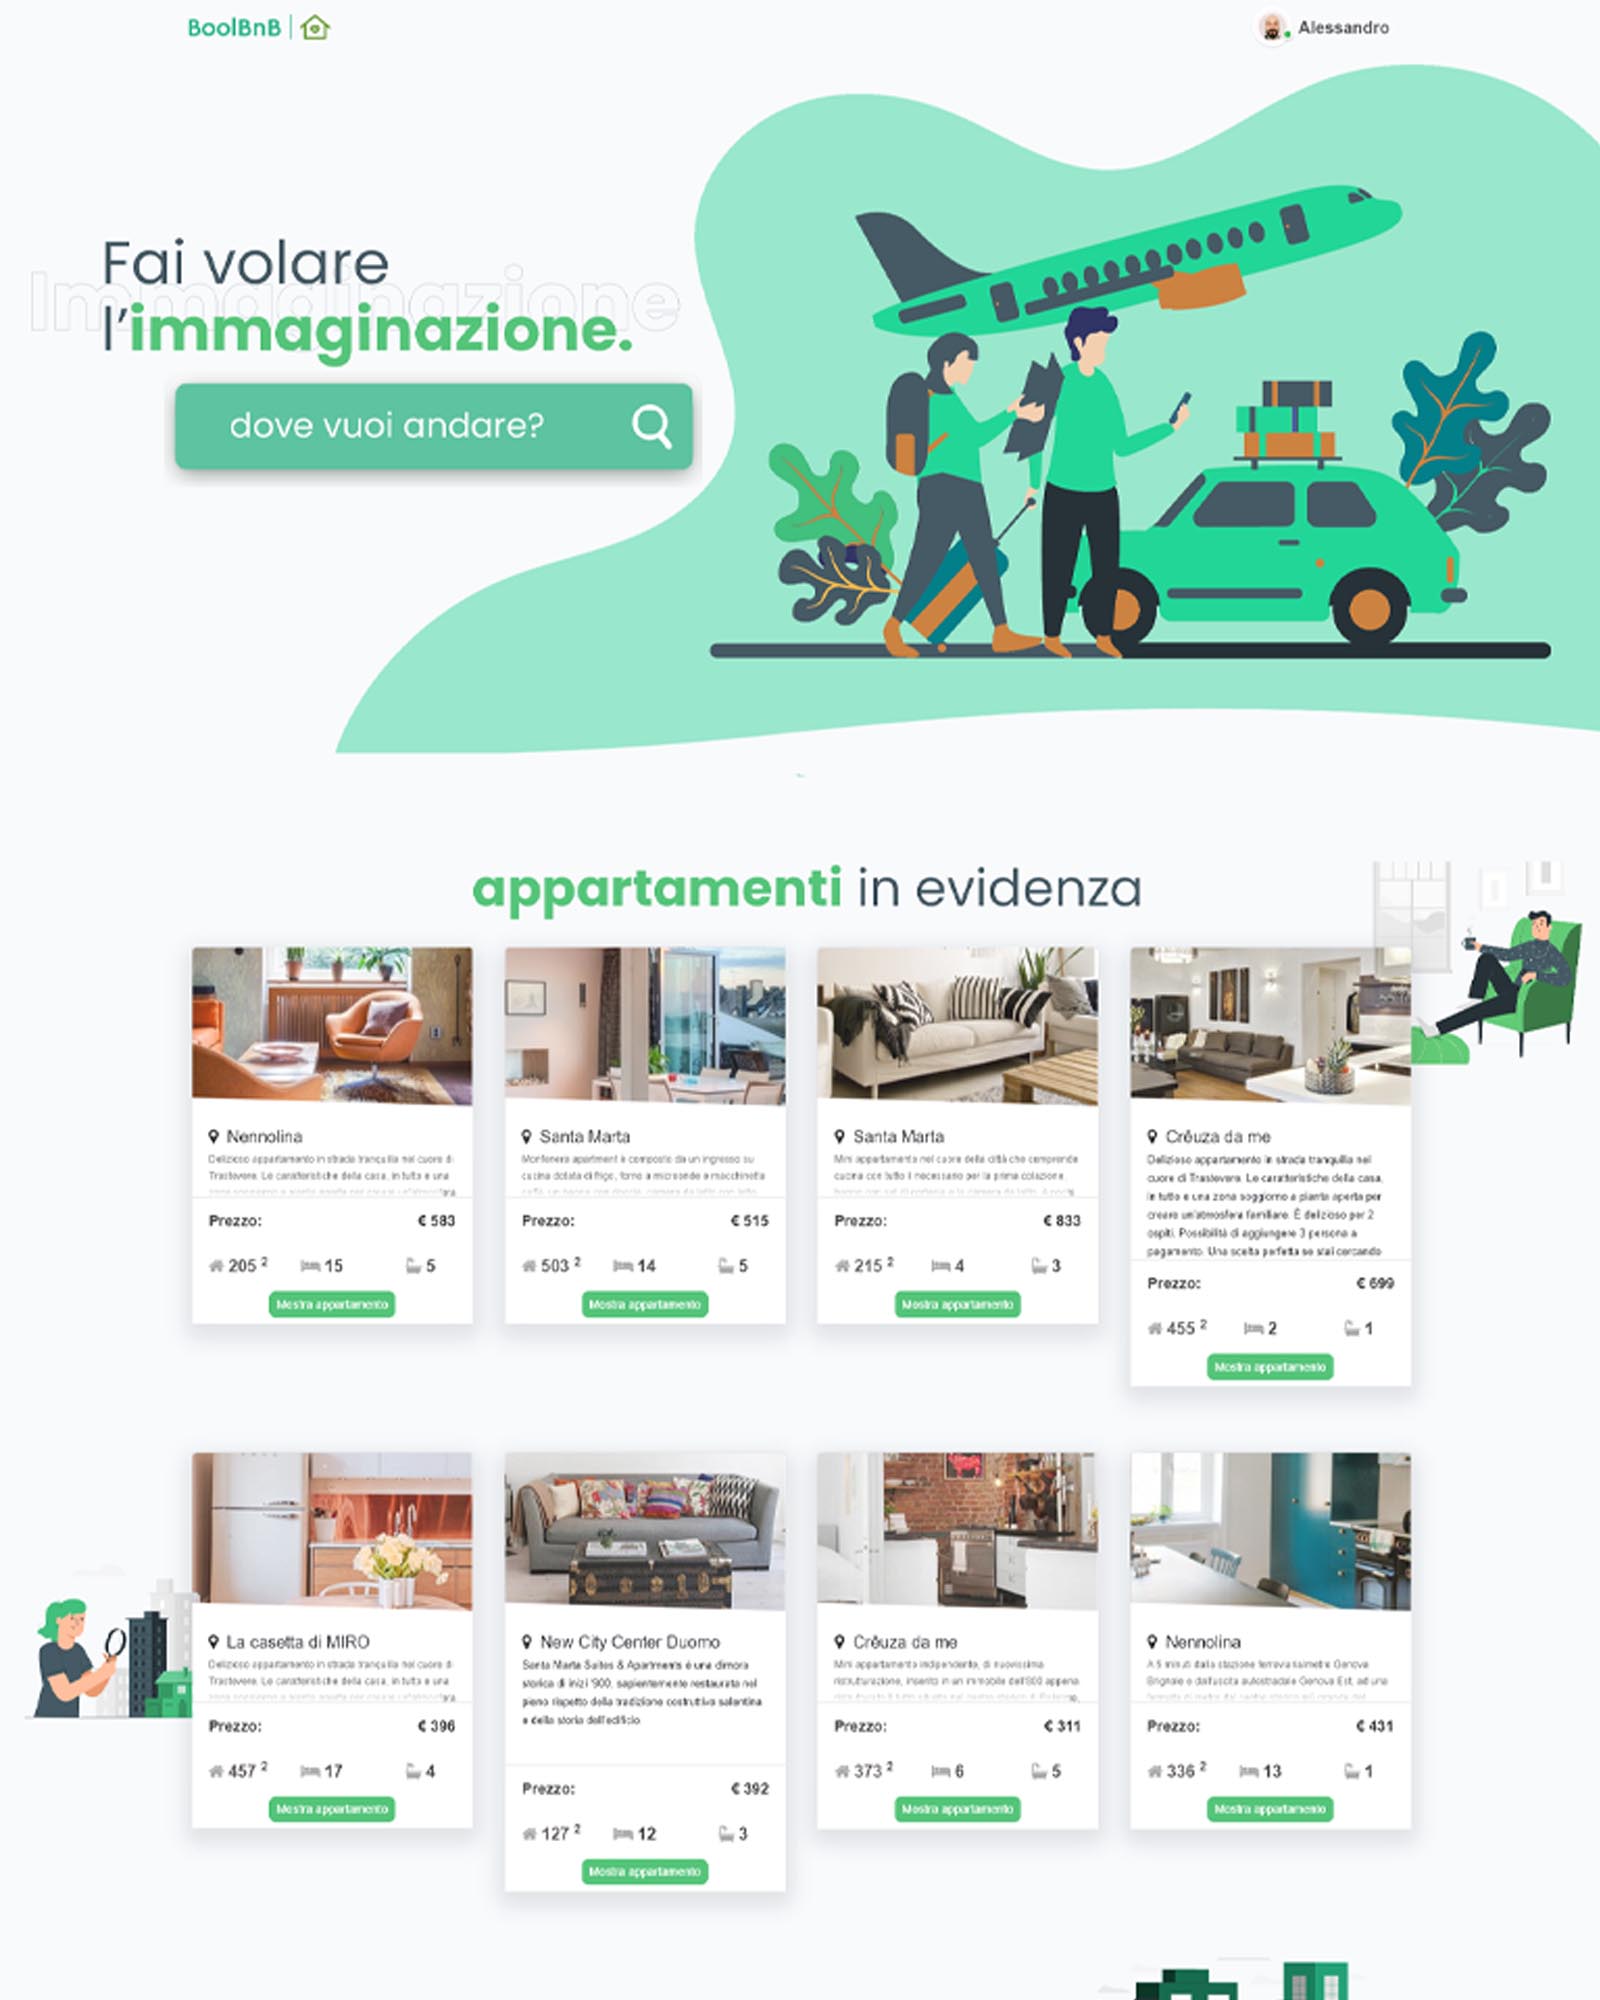 BoolBnB
Alessandro
Immaginazione
Fai volare
l'immaginazione.
dove vuoi andare?
appartamenti in evidenza
Nennolina
Delizioso appartamento in strada tranquilla nel cuore di
Trastevere. Le caratteristiche della casa, in tutto e una
Prezzo: € 583
205 2 15 5
Mostra appartamento
Santa Marta
Monfenera apartment è composto da un ingresso su
cucina dotata di frigo, forno a microonde e macchinetta
Prezzo: € 515
503 2 14 5
Mostra appartamento
Santa Marta
Mini appartamento nel cuore della città che comprende
cucina con tutto il necessario per la prima colazione,
Prezzo: € 833
215 2 4 3
Mostra appartamento
Crêuza da me
Delizioso appartamento in strada tranquilla nel
cuore di Trastevere. Le caratteristiche della casa,
in tutto e una zona soggiorno a pianta aperta per
creare un'atmosfera familiare. È delizioso per 2
ospiti. Possibilità di aggiungere 3 persona a
pagamento. Una scelta perfetta se stai cercando
Prezzo: € 699
455 2 2 1
Mostra appartamento
La casetta di MIRO
Delizioso appartamento in strada tranquilla nel cuore di
Trastevere. Le caratteristiche della casa, in tutto e una
Prezzo: € 396
457 2 17 4
Mostra appartamento
New City Center Duomo
Santa Marta Suites & Apartments è una dimora
storica di inizi '900, sapientemente restaurata nel
pieno rispetto della tradizione costruttiva salentina
e della storia dell'edificio.
Prezzo: € 392
127 2 12 3
Mostra appartamento
Crêuza da me
Mini appartamento indipendente, di nuovissima
ristrutturazione, inserito in un immobile dell'800 appena
Prezzo: € 311
373 2 6 5
Mostra appartamento
Nennolina
A 5 minuti dalla stazione ferroviaria metro Genova
Brignole e dall'uscita autostradale Genova Est, ad una
Prezzo: € 431
336 2 13 1
Mostra appartamento